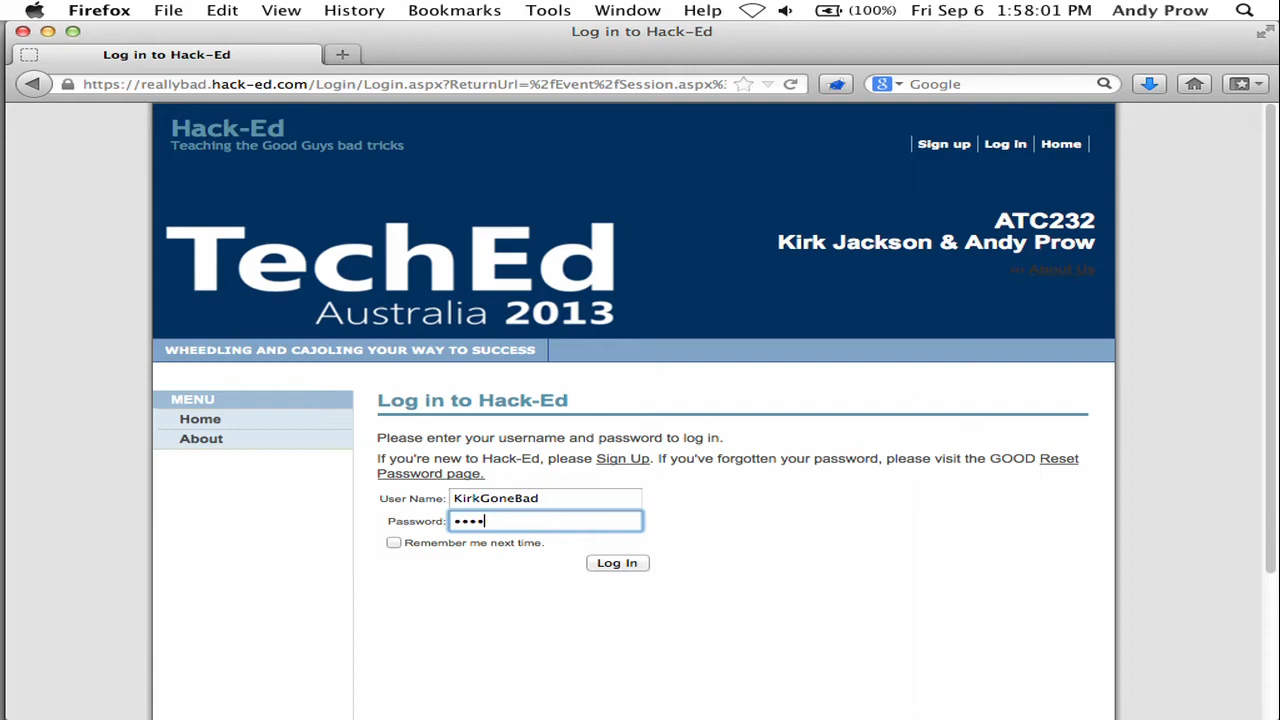 Firefox File Edit View History Bookmarks Tools Window Help (100%) Fri Sep 6 1:58:01 PM Andy Prow
Log in to Hack-Ed
Log in to Hack-Ed
https://reallybad.hack-ed.com/Login/Login.aspx?ReturnUrl=%2fEvent%2fSession.aspx% Google
Hack-Ed
Teaching the Good Guys bad tricks
Sign up Log In Home
TechEd
Australia 2013
ATC232
Kirk Jackson & Andy Prow
About Us
WHEEDLING AND CAJOLING YOUR WAY TO SUCCESS
MENU
Home
About
Log in to Hack-Ed
Please enter your username and password to log in.
If you're new to Hack-Ed, please Sign Up. If you've forgotten your password, please visit the GOOD Reset
Password page.
User Name: KirkGoneBad
Password: ••••
Remember me next time.
Log In